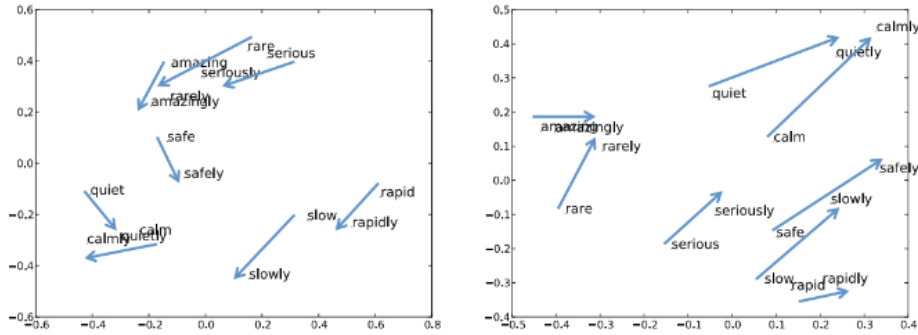 0.6
0.4
0.2
0.0
−0.2
−0.4
−0.6
−0.6
−0.4
−0.2
0.0
0.2
0.4
0.6
0.8
rare
serious
amazing
seriously
rarely
amazingly
safe
safely
quiet
rapid
slow
rapidly
calm
quietly
calmly
slowly
0.5
0.4
0.3
0.2
0.1
0.0
−0.1
−0.2
−0.3
−0.4
−0.5
−0.4
−0.3
−0.2
−0.1
0.0
0.1
0.2
0.3
0.4
calmly
quietly
quiet
amazing
amazingly
rarely
calm
safely
rare
seriously
slowly
serious
safe
slow
rapid
rapidly